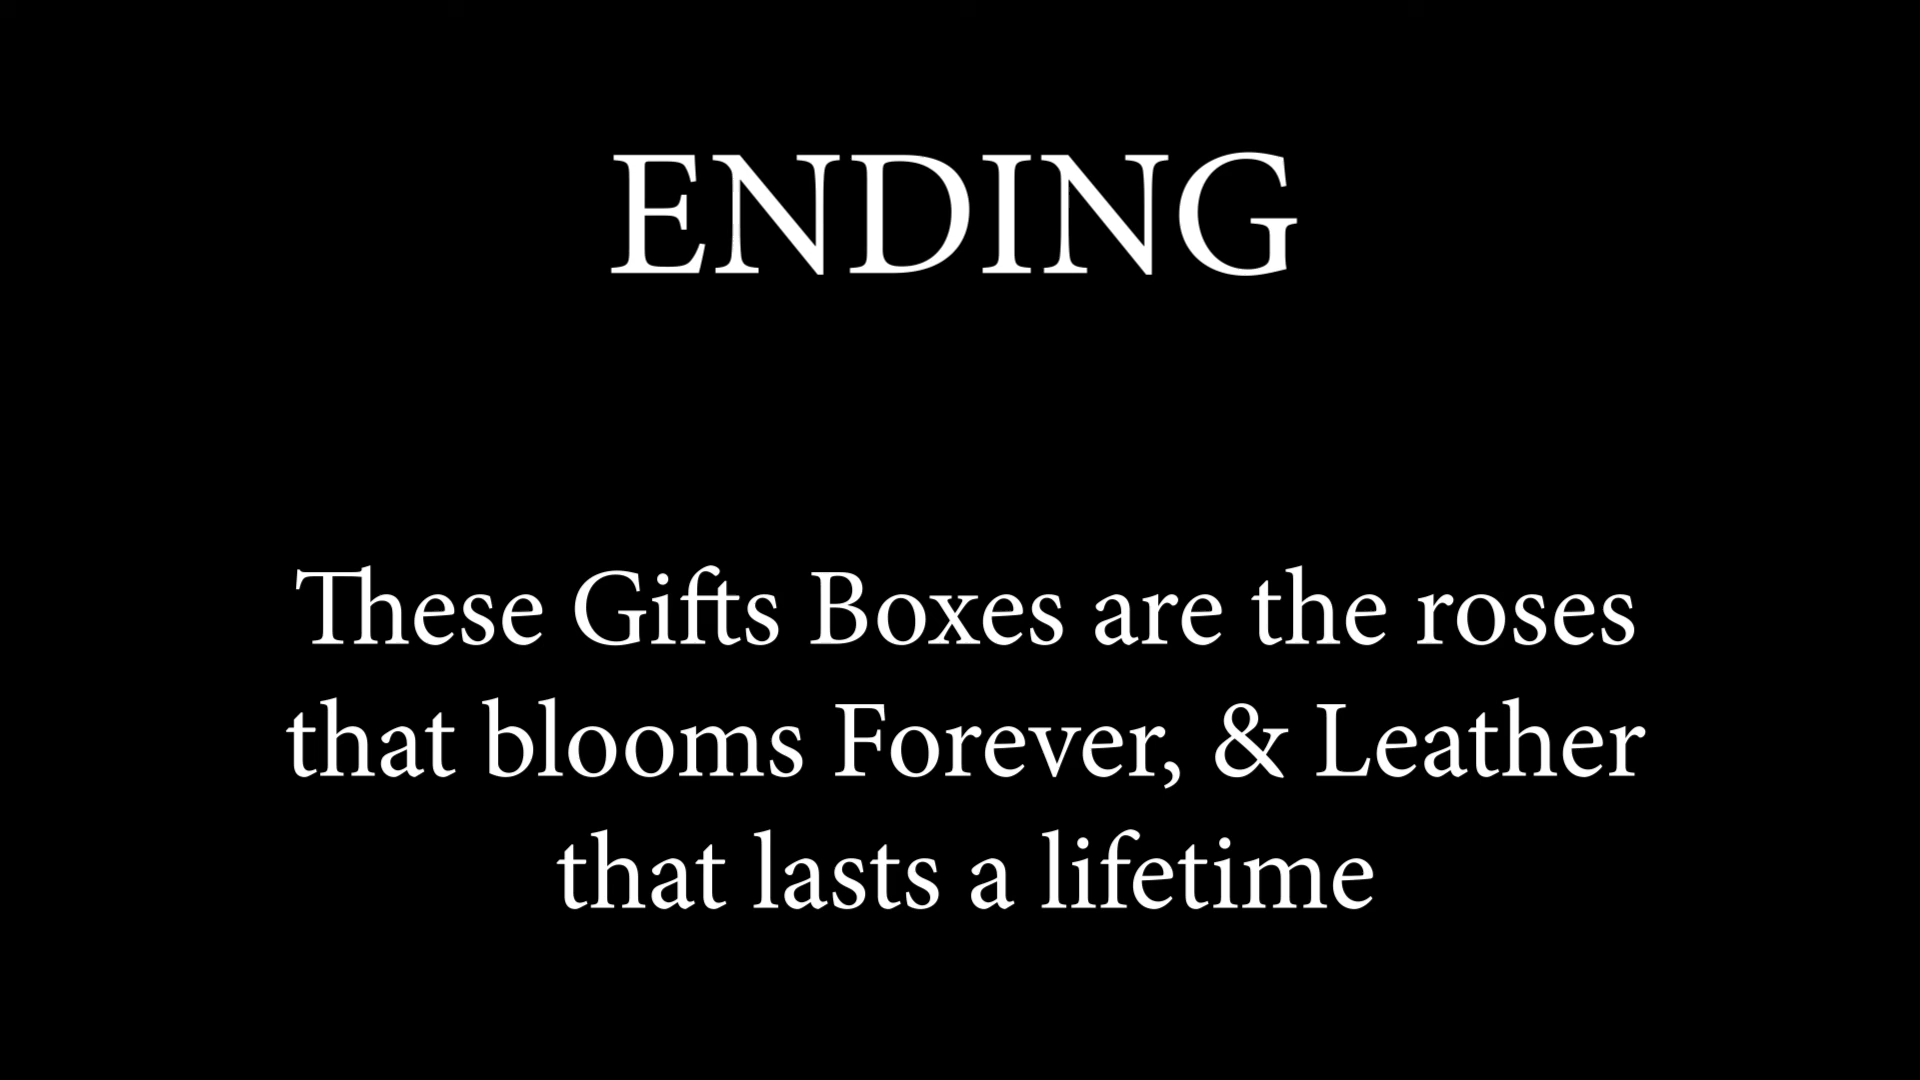 ENDING
These Gifts Boxes are the roses
that blooms Forever, & Leather
that lasts a lifetime